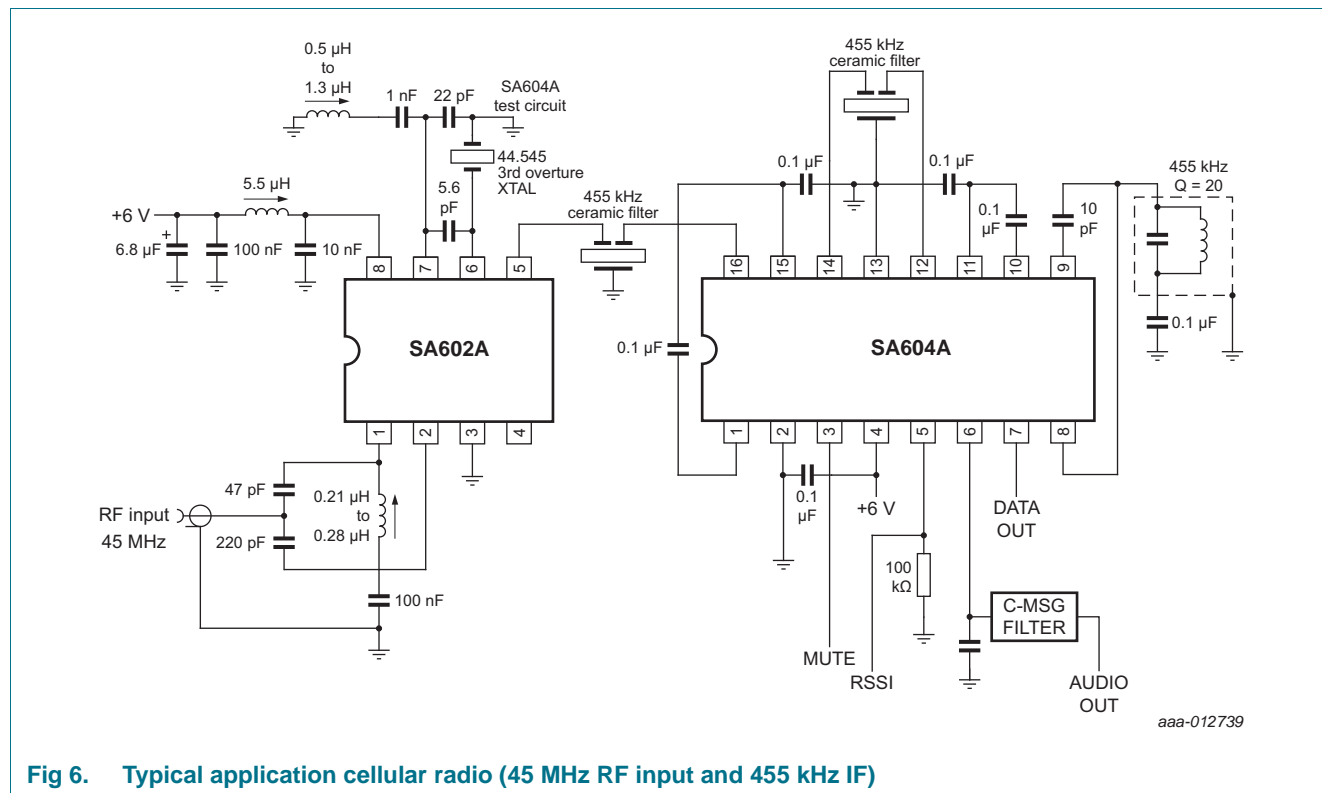 0.5 µH
to
1.3 µH
1 nF
22 pF
SA604A
test circuit
44.545
3rd overture
XTAL
5.6
pF
5.5 µH
+6 V
+
6.8 µF
100 nF
10 nF
455 kHz
ceramic filter
455 kHz
ceramic filter
0.1 µF
0.1 µF
0.1
µF
10
pF
455 kHz
Q = 20
0.1 µF
0.1 µF
8
7
6
5
SA602A
1
2
3
4
16
15
14
13
12
11
10
9
SA604A
1
2
3
4
5
6
7
8
47 pF
0.21 µH
to
0.28 µH
RF input
45 MHz
220 pF
100 nF
0.1
µF
+6 V
DATA
OUT
100
kΩ
MUTE
RSSI
C-MSG
FILTER
AUDIO
OUT
aaa-012739
Fig 6. Typical application cellular radio (45 MHz RF input and 455 kHz IF)